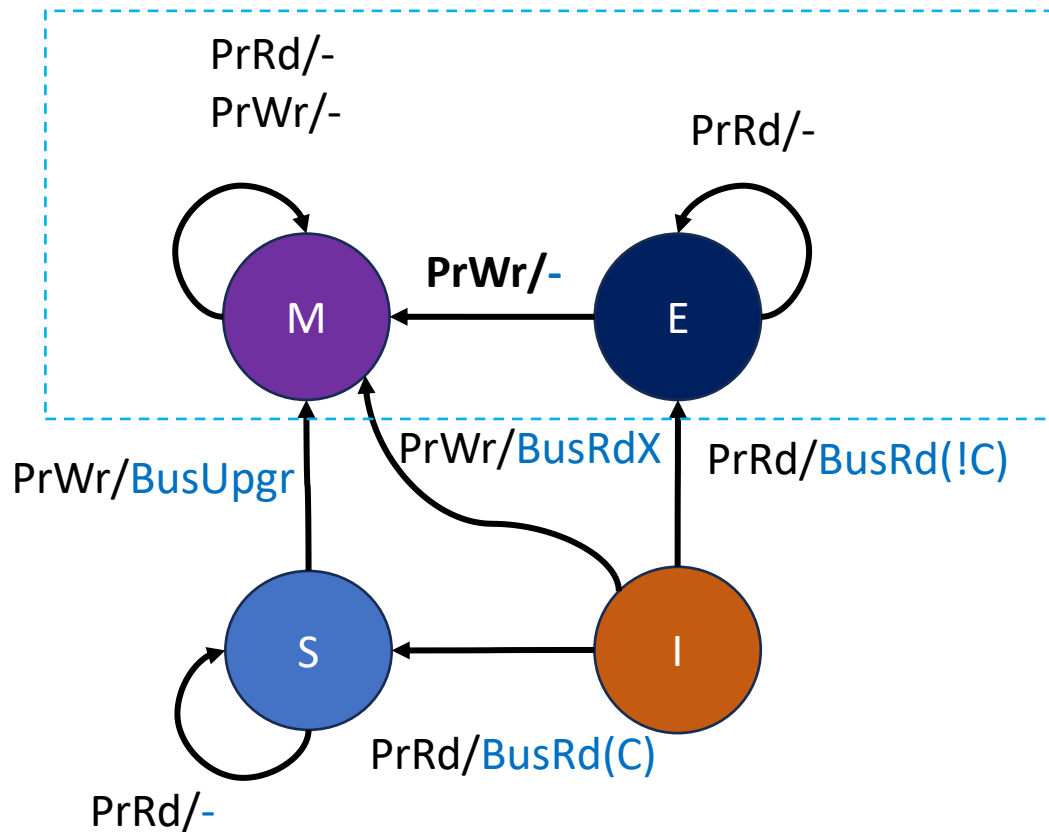 PrRd/-
PrWr/-
PrRd/-
PrWr/-
M
E
PrWr/BusUpgr
PrWr/BusRdX
PrRd/BusRd(!C)
S
I
PrRd/BusRd(C)
PrRd/-